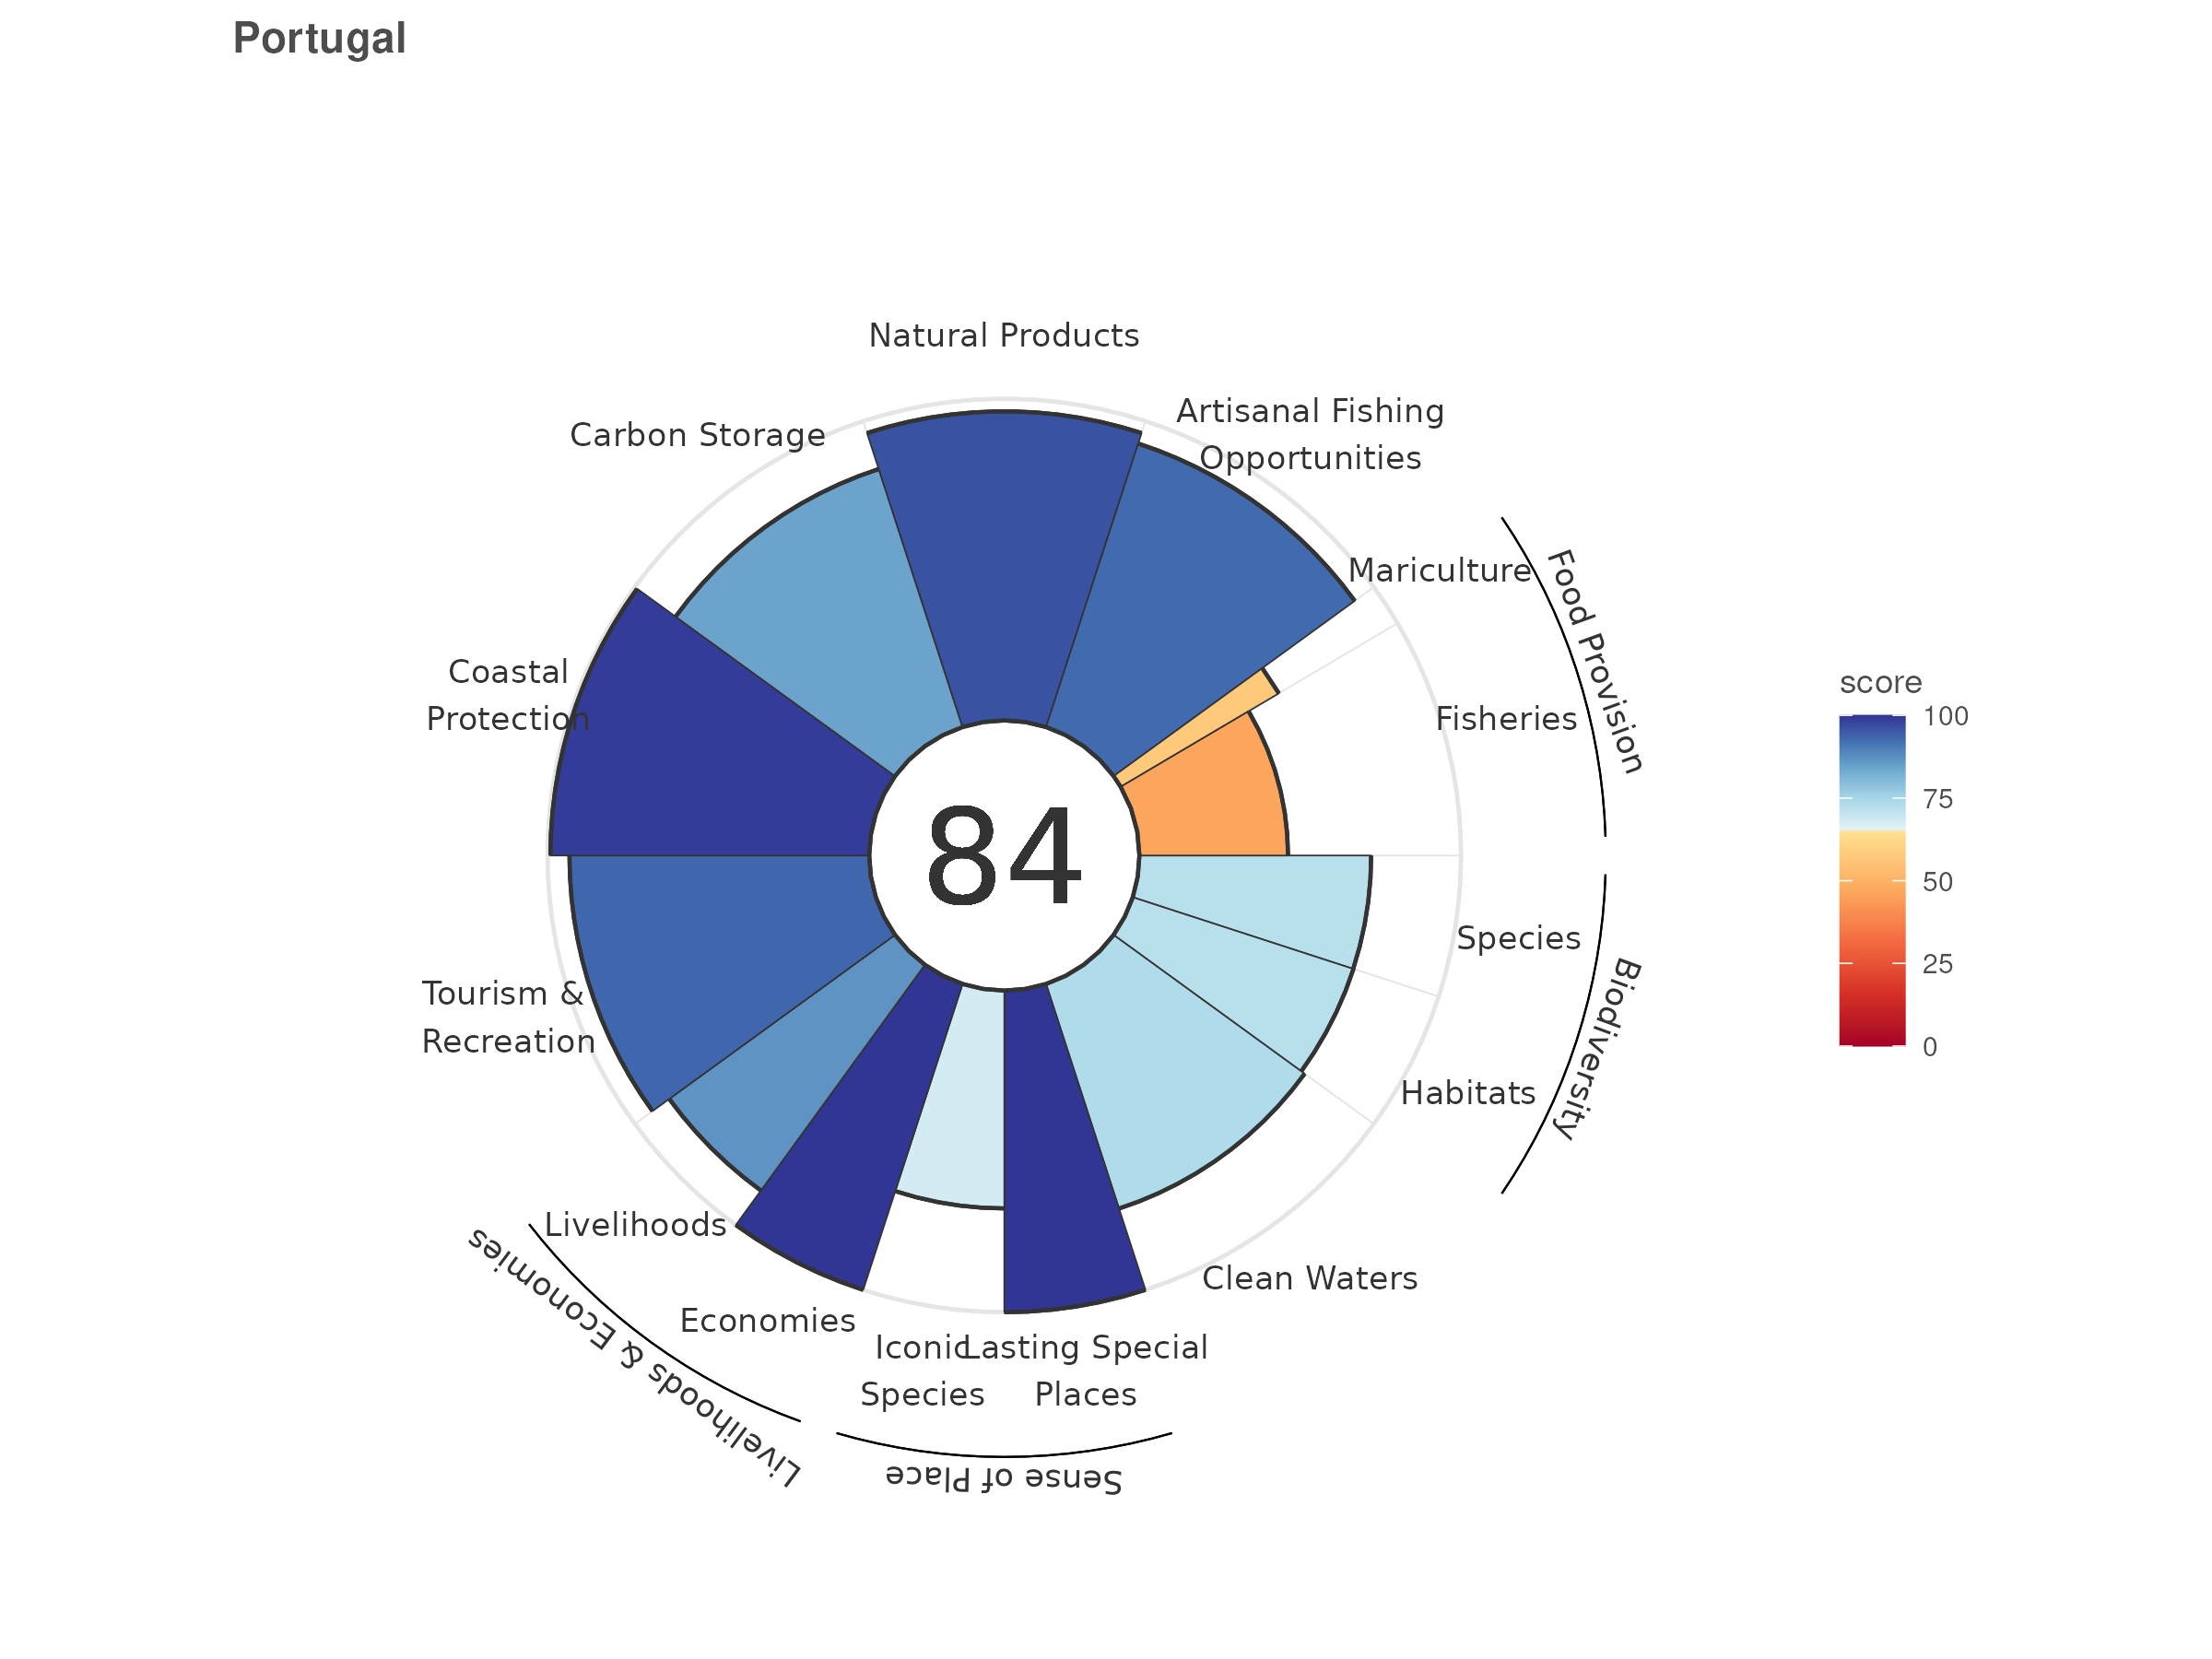 Portugal
Natural Products
Artisanal Fishing
Opportunities
Carbon Storage
Mariculture
Food Provision
Fisheries
Coastal
Protection
score
100
75
50
25
0
84
Species
Biodiversity
Habitats
Tourism &
Recreation
Livelihoods
Livelihoods & Economies
Economies
Clean Waters
Iconic
Species
Lasting Special
Places
Sense of Place